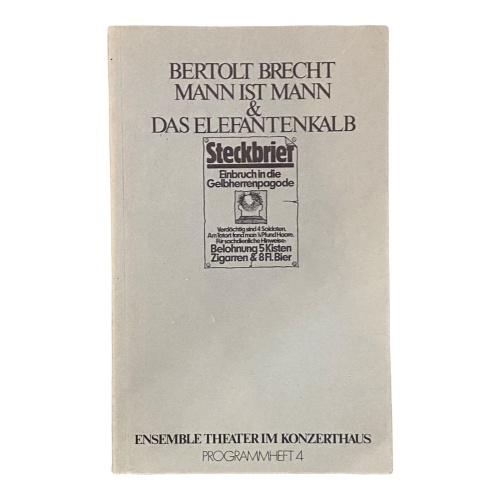 BERTOLT BRECHT
MANN IST MANN
&
DAS ELEFANTENKALB
Steckbrief
Einbruch in die
Gelbherrenpagode
Verdächtig sind 4 Soldaten.
Am Tatort fand man ½ Pfund Haare.
Für sachdienliche Hinweise:
Belohnung 5 Kisten
Zigarren & 8 Fl. Bier
ENSEMBLE THEATER IM KONZERTHAUS
PROGRAMMHEFT 4